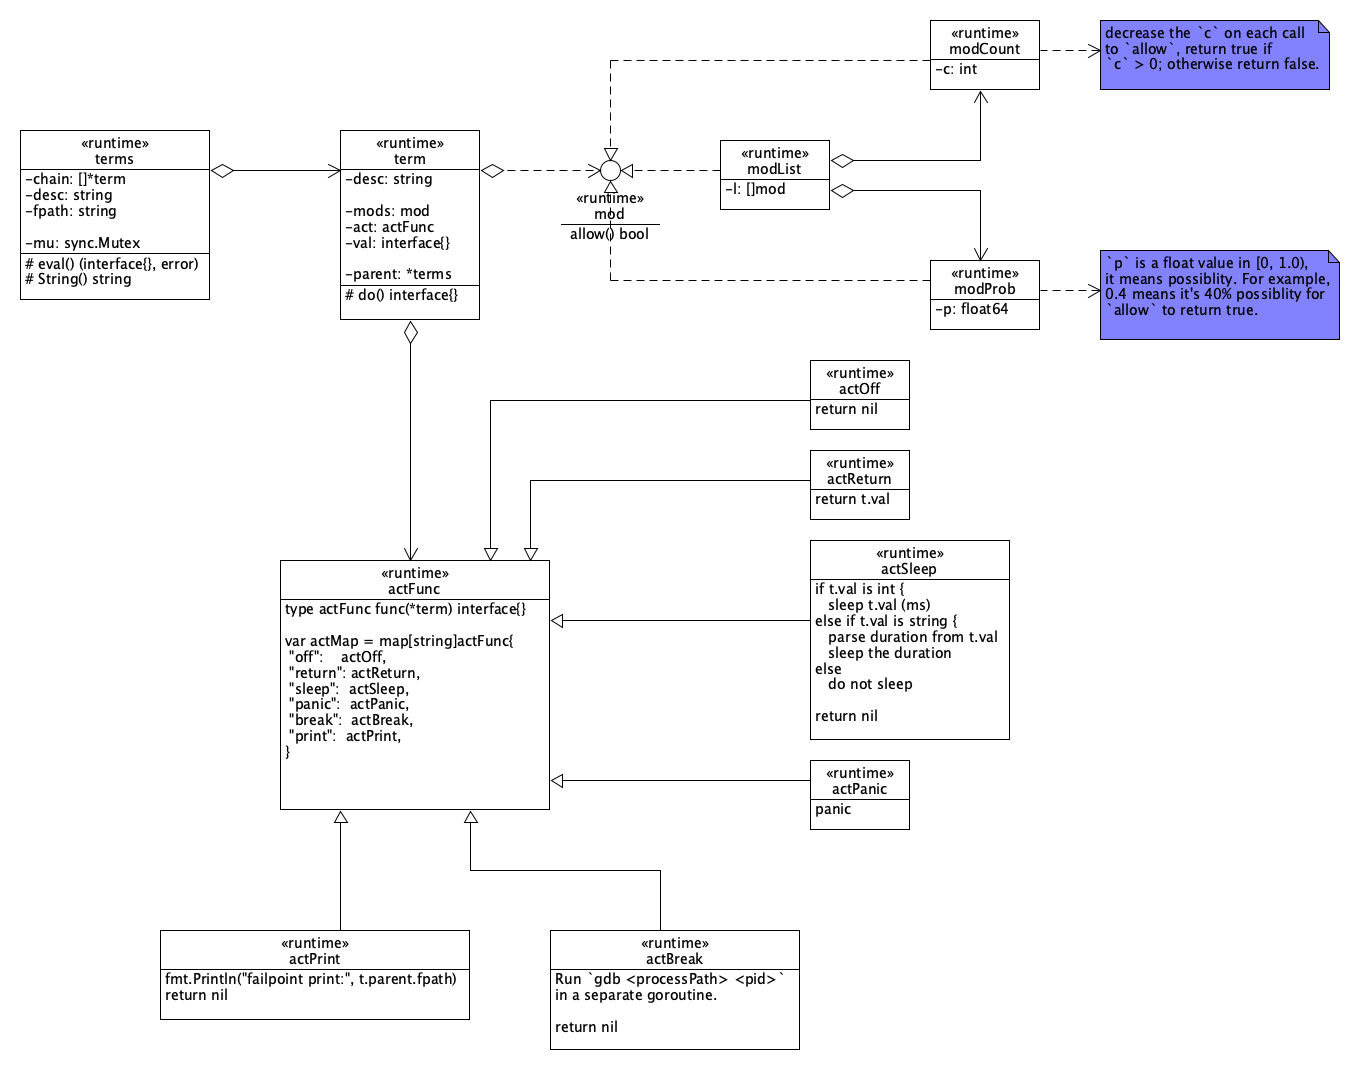 «runtime»
terms
-chain: []*term
-desc: string
-fpath: string
-mu: sync.Mutex
# eval() (interface{}, error)
# String() string
«runtime»
term
-desc: string
-mods: mod
-act: actFunc
-val: interface{}
-parent: *terms
# do() interface{}
«runtime»
mod
allow() bool
«runtime»
modList
-l: []mod
«runtime»
modCount
-c: int
decrease the `c` on each call
to `allow`, return true if
`c` > 0; otherwise return false.
«runtime»
modProb
-p: float64
`p` is a float value in [0, 1.0),
it means possiblity. For example,
0.4 means it's 40% possiblity for
`allow` to return true.
«runtime»
actOff
return nil
«runtime»
actReturn
return t.val
«runtime»
actSleep
if t.val is int {
sleep t.val (ms)
else if t.val is string {
parse duration from t.val
sleep the duration
else
do not sleep
return nil
«runtime»
actFunc
type actFunc func(*term) interface{}
var actMap = map[string]actFunc{
"off": actOff,
"return": actReturn,
"sleep": actSleep,
"panic": actPanic,
"break": actBreak,
"print": actPrint,
}
«runtime»
actPanic
panic
«runtime»
actPrint
fmt.Println("failpoint print:", t.parent.fpath)
return nil
«runtime»
actBreak
Run `gdb <processPath> <pid>`
in a separate goroutine.
return nil